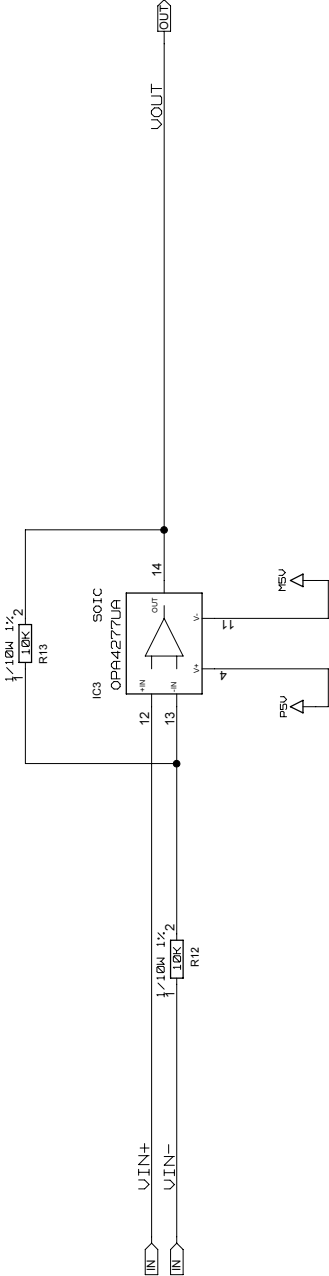 OUT
VOUT
1/10W 1%
1
10K
2
R13
IC3
SOIC
OPA4277UA
14
OUT
+IN
-IN
V+
V-
12
13
4
11
P5V
M5V
1/10W 1%
1
10K
2
R12
VIN+
VIN-
IN
IN